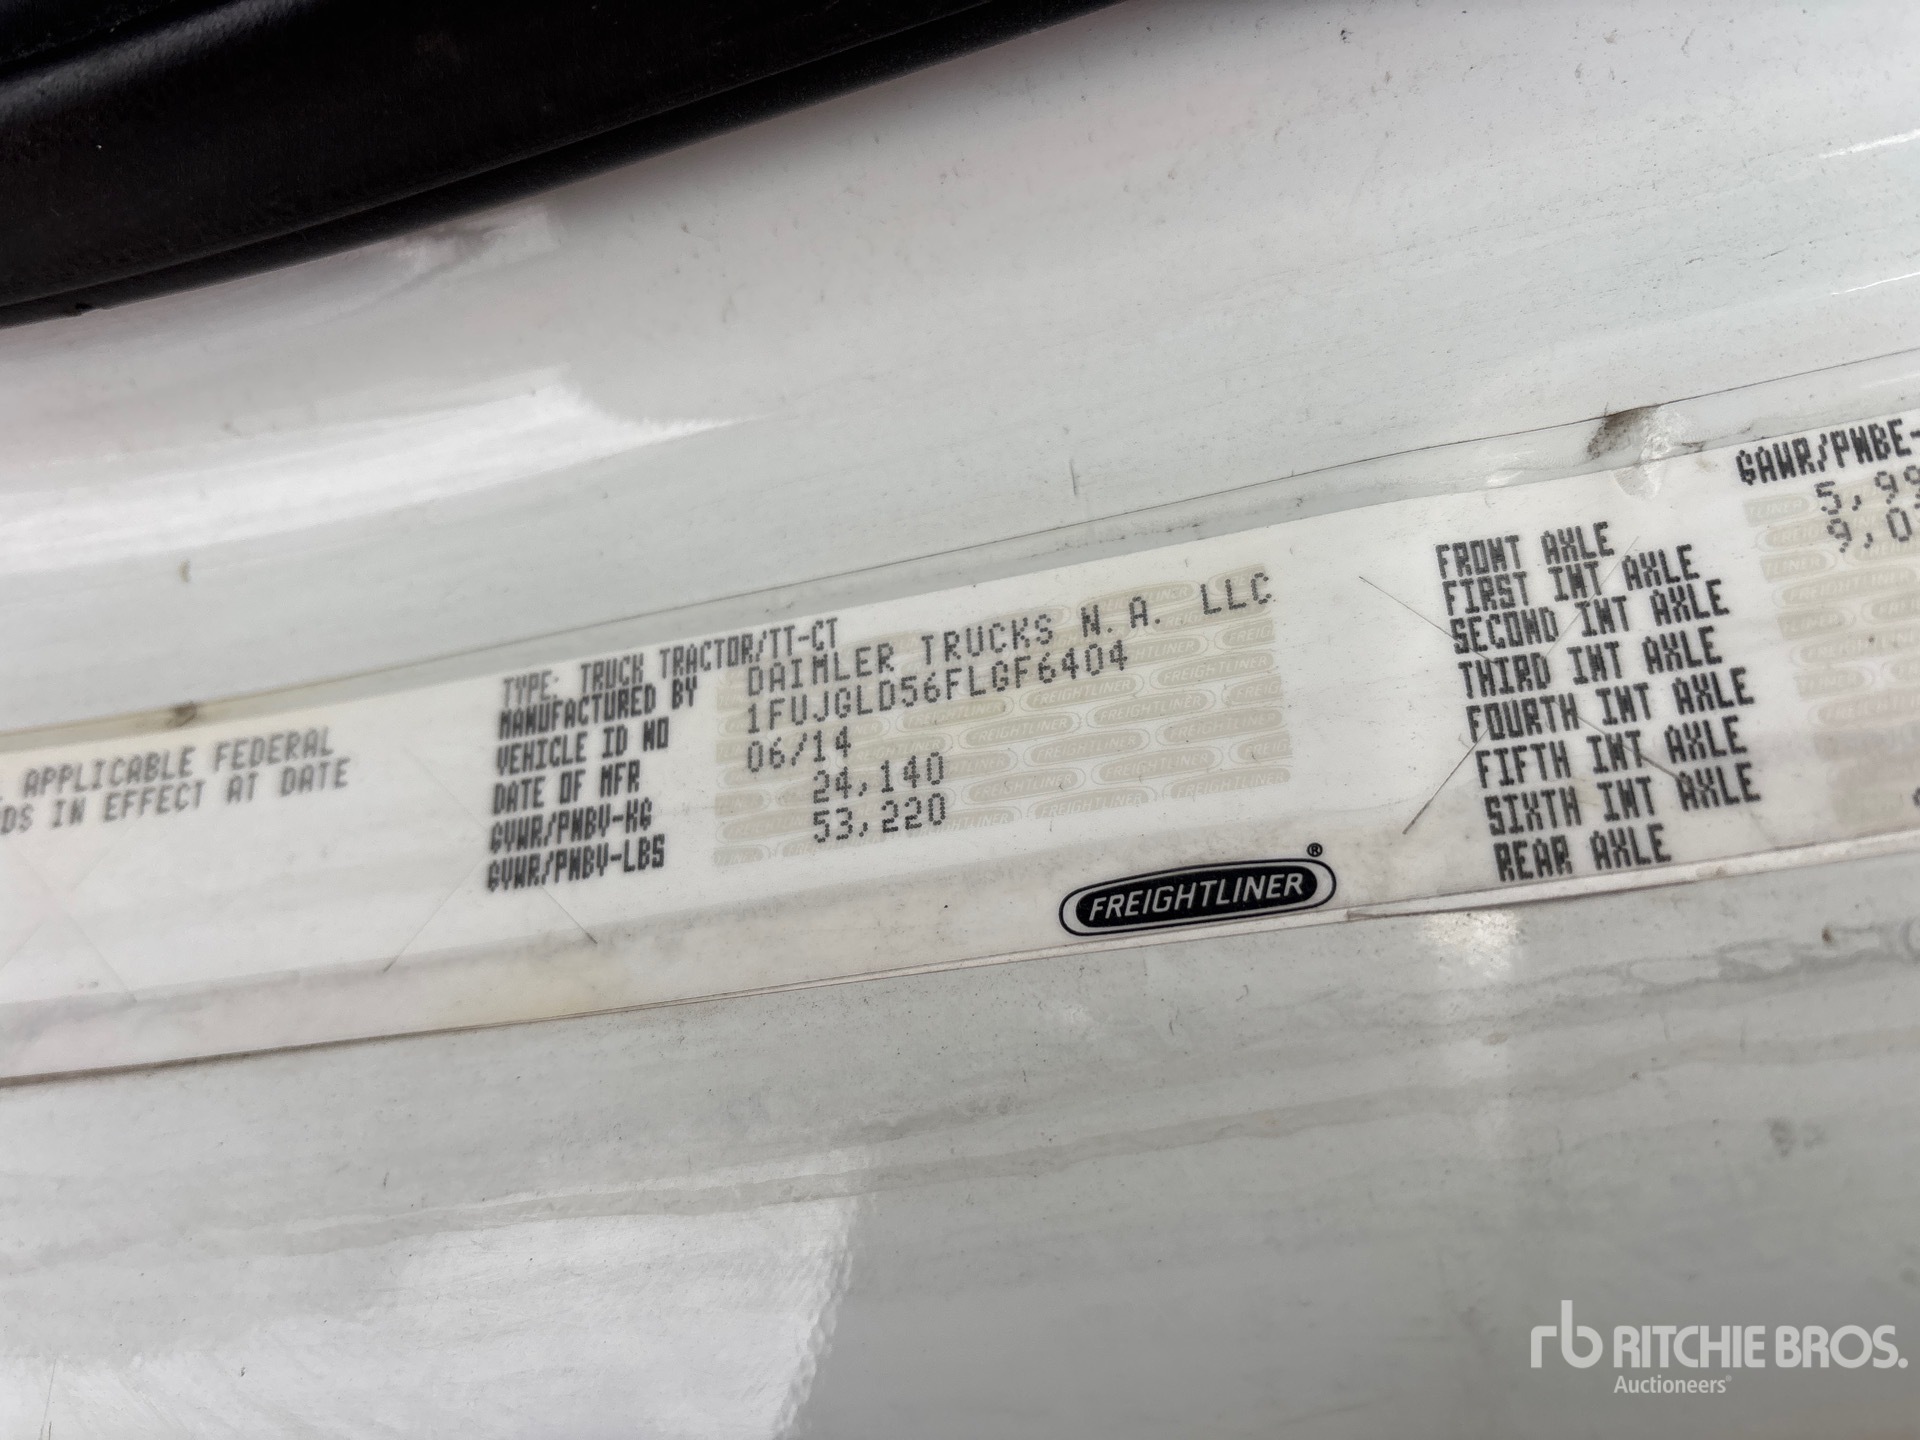 APPLICABLE FEDERAL
DS IN EFFECT AT DATE
TYPE: TRUCK TRACTOR/TT-CT
MANUFACTURED BY DAIMLER TRUCKS N.A. LLC
VEHICLE ID NO 1FUJGLD56FLGF6404
DATE OF MFR 06/14
GVWR/PNBV-KG 24,140
GVWR/PNBV-LBS 53,220
FREIGHTLINER®
GAWR/PNBE-
FRONT AXLE 5,99
FIRST INT AXLE 9,0
SECOND INT AXLE
THIRD INT AXLE
FOURTH INT AXLE
FIFTH INT AXLE
SIXTH INT AXLE
REAR AXLE
rb RITCHIE BROS.
Auctioneers